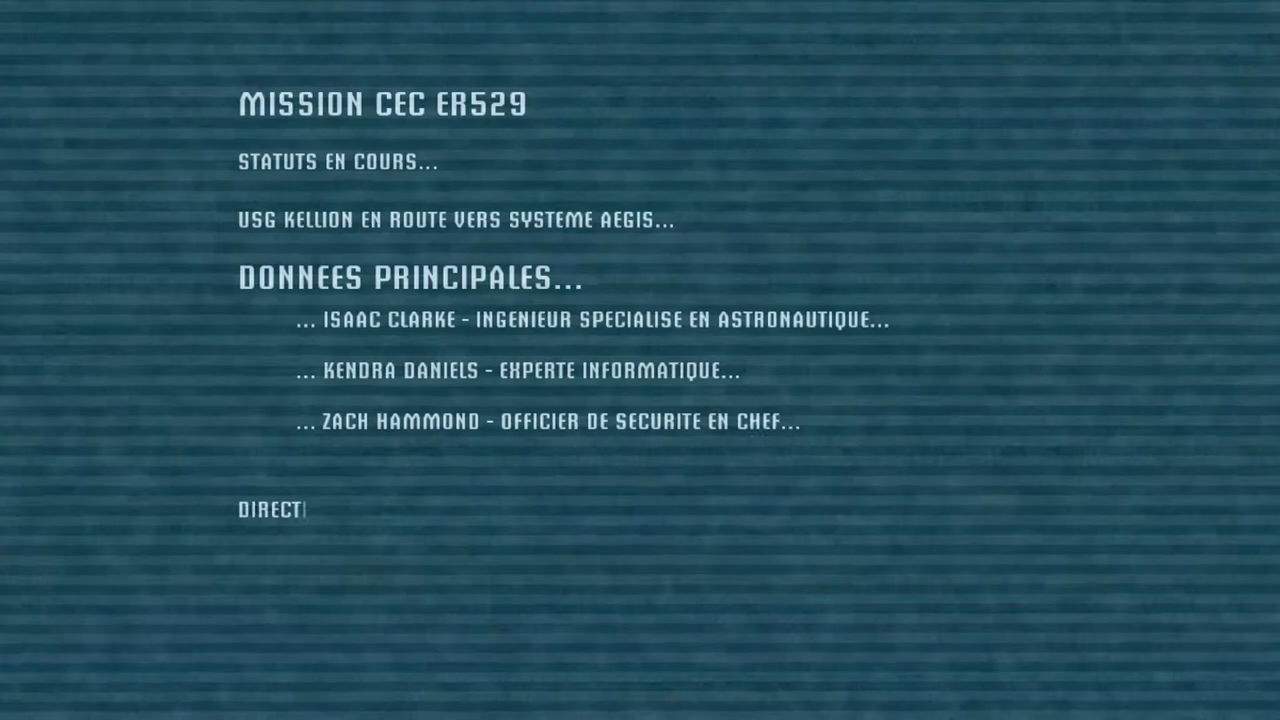 MISSION CEC ER529
STATUTS EN COURS...
USG KELLION EN ROUTE VERS SYSTEME AEGIS...
DONNEES PRINCIPALES...
... ISAAC CLARKE - INGENIEUR SPECIALISE EN ASTRONAUTIQUE...
... KENDRA DANIELS - EXPERTE INFORMATIQUE...
... ZACH HAMMOND - OFFICIER DE SECURITE EN CHEF...
DIRECT